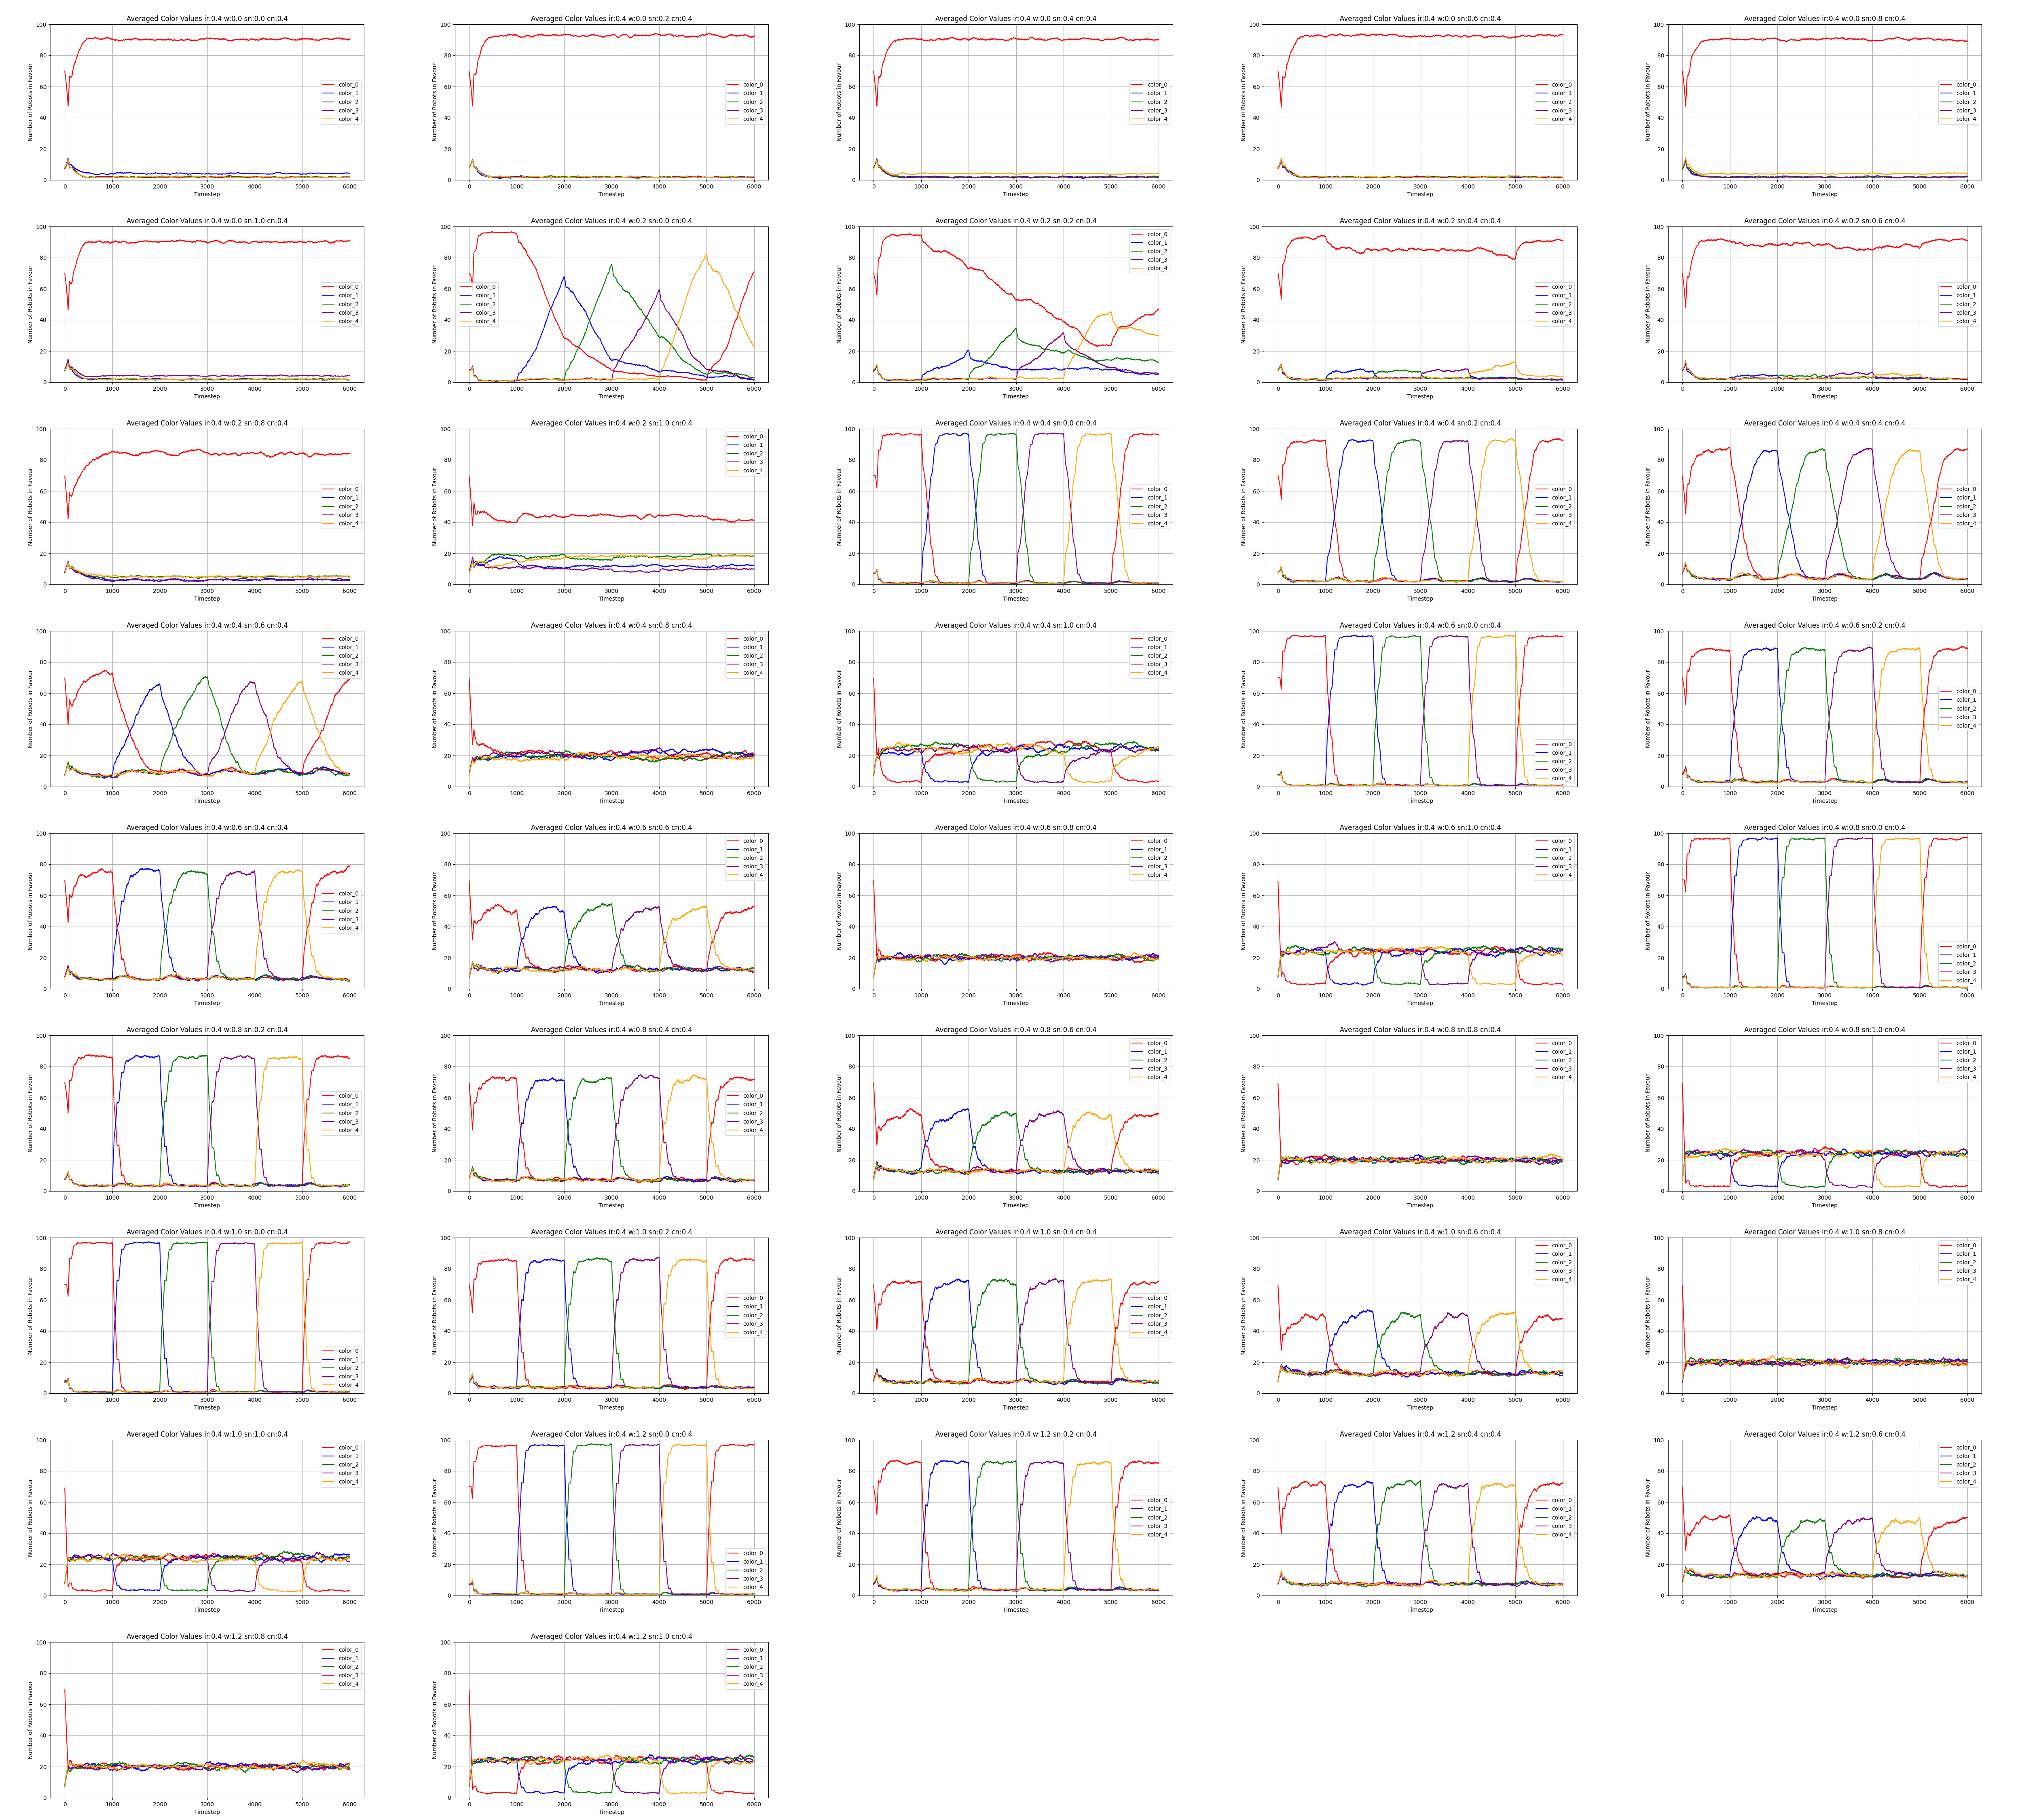 Averaged Color Values ir:0.4 w:0.0 sn:0.0 cn:0.4
Number of Robots in Favour
100
80
60
40
20
0
color_0
color_1
color_2
color_3
color_4
0 1000 2000 3000 4000 5000 6000
Timestep
Averaged Color Values ir:0.4 w:0.0 sn:0.2 cn:0.4
Averaged Color Values ir:0.4 w:0.0 sn:0.4 cn:0.4
Averaged Color Values ir:0.4 w:0.0 sn:0.6 cn:0.4
Averaged Color Values ir:0.4 w:0.0 sn:0.8 cn:0.4
Averaged Color Values ir:0.4 w:0.0 sn:1.0 cn:0.4
Averaged Color Values ir:0.4 w:0.2 sn:0.0 cn:0.4
Averaged Color Values ir:0.4 w:0.2 sn:0.2 cn:0.4
Averaged Color Values ir:0.4 w:0.2 sn:0.4 cn:0.4
Averaged Color Values ir:0.4 w:0.2 sn:0.6 cn:0.4
Averaged Color Values ir:0.4 w:0.2 sn:0.8 cn:0.4
Averaged Color Values ir:0.4 w:0.2 sn:1.0 cn:0.4
Averaged Color Values ir:0.4 w:0.4 sn:0.0 cn:0.4
Averaged Color Values ir:0.4 w:0.4 sn:0.2 cn:0.4
Averaged Color Values ir:0.4 w:0.4 sn:0.4 cn:0.4
Averaged Color Values ir:0.4 w:0.4 sn:0.6 cn:0.4
Averaged Color Values ir:0.4 w:0.4 sn:0.8 cn:0.4
Averaged Color Values ir:0.4 w:0.4 sn:1.0 cn:0.4
Averaged Color Values ir:0.4 w:0.6 sn:0.0 cn:0.4
Averaged Color Values ir:0.4 w:0.6 sn:0.2 cn:0.4
Averaged Color Values ir:0.4 w:0.6 sn:0.4 cn:0.4
Averaged Color Values ir:0.4 w:0.6 sn:0.6 cn:0.4
Averaged Color Values ir:0.4 w:0.6 sn:0.8 cn:0.4
Averaged Color Values ir:0.4 w:0.6 sn:1.0 cn:0.4
Averaged Color Values ir:0.4 w:0.8 sn:0.0 cn:0.4
Averaged Color Values ir:0.4 w:0.8 sn:0.2 cn:0.4
Averaged Color Values ir:0.4 w:0.8 sn:0.4 cn:0.4
Averaged Color Values ir:0.4 w:0.8 sn:0.6 cn:0.4
Averaged Color Values ir:0.4 w:0.8 sn:0.8 cn:0.4
Averaged Color Values ir:0.4 w:0.8 sn:1.0 cn:0.4
Averaged Color Values ir:0.4 w:1.0 sn:0.0 cn:0.4
Averaged Color Values ir:0.4 w:1.0 sn:0.2 cn:0.4
Averaged Color Values ir:0.4 w:1.0 sn:0.4 cn:0.4
Averaged Color Values ir:0.4 w:1.0 sn:0.6 cn:0.4
Averaged Color Values ir:0.4 w:1.0 sn:0.8 cn:0.4
Averaged Color Values ir:0.4 w:1.0 sn:1.0 cn:0.4
Averaged Color Values ir:0.4 w:1.2 sn:0.0 cn:0.4
Averaged Color Values ir:0.4 w:1.2 sn:0.2 cn:0.4
Averaged Color Values ir:0.4 w:1.2 sn:0.4 cn:0.4
Averaged Color Values ir:0.4 w:1.2 sn:0.6 cn:0.4
Averaged Color Values ir:0.4 w:1.2 sn:0.8 cn:0.4
Averaged Color Values ir:0.4 w:1.2 sn:1.0 cn:0.4